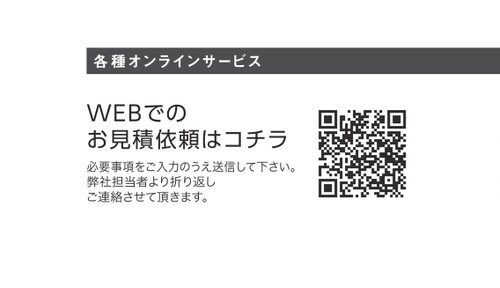 各種オンラインサービス
WEBでの
お見積依頼はコチラ
必要事項をご入力のうえ送信して下さい。
弊社担当者より折り返し
ご連絡させて頂きます。